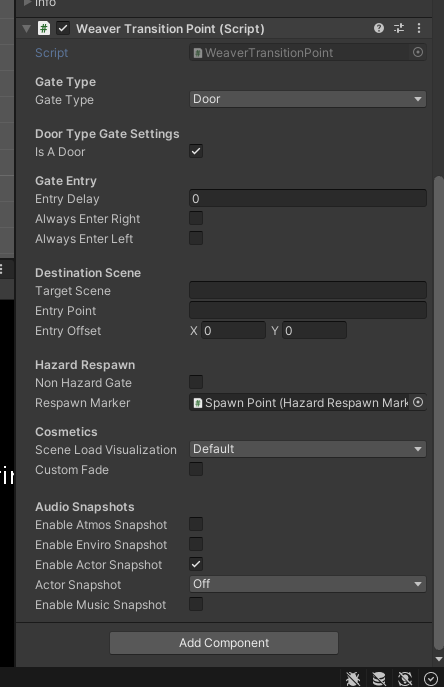 Info
Weaver Transition Point (Script)
Script WeaverTransitionPoint
Gate Type
Gate Type Door
Door Type Gate Settings
Is A Door
Gate Entry
Entry Delay 0
Always Enter Right
Always Enter Left
Destination Scene
Target Scene
Entry Point
Entry Offset X 0 Y 0
Hazard Respawn
Non Hazard Gate
Respawn Marker Spawn Point (Hazard Respawn Mark
Cosmetics
Scene Load Visualization Default
Custom Fade
Audio Snapshots
Enable Atmos Snapshot
Enable Enviro Snapshot
Enable Actor Snapshot
Actor Snapshot Off
Enable Music Snapshot
Add Component